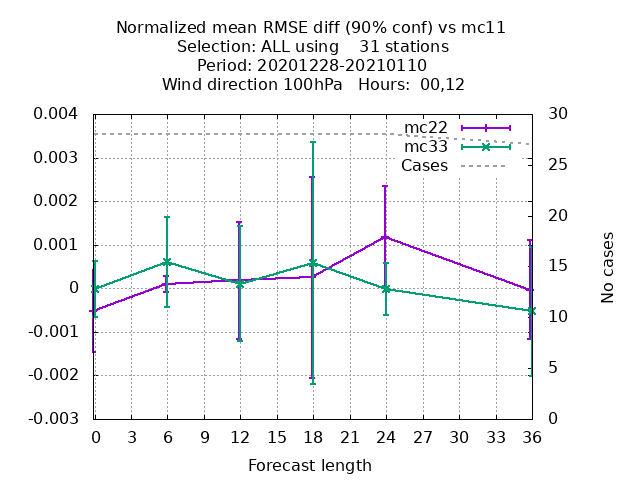 Normalized mean RMSE diff (90% conf) vs mc11
Selection: ALL using    31 stations
Period: 20201228-20210110
Wind direction 100hPa   Hours:  00,12
mc22
mc33
Cases
0.004
0.003
0.002
0.001
0
-0.001
-0.002
-0.003
30
25
20
15
10
5
0
No cases
0 3 6 9 12 15 18 21 24 27 30 33 36
Forecast length